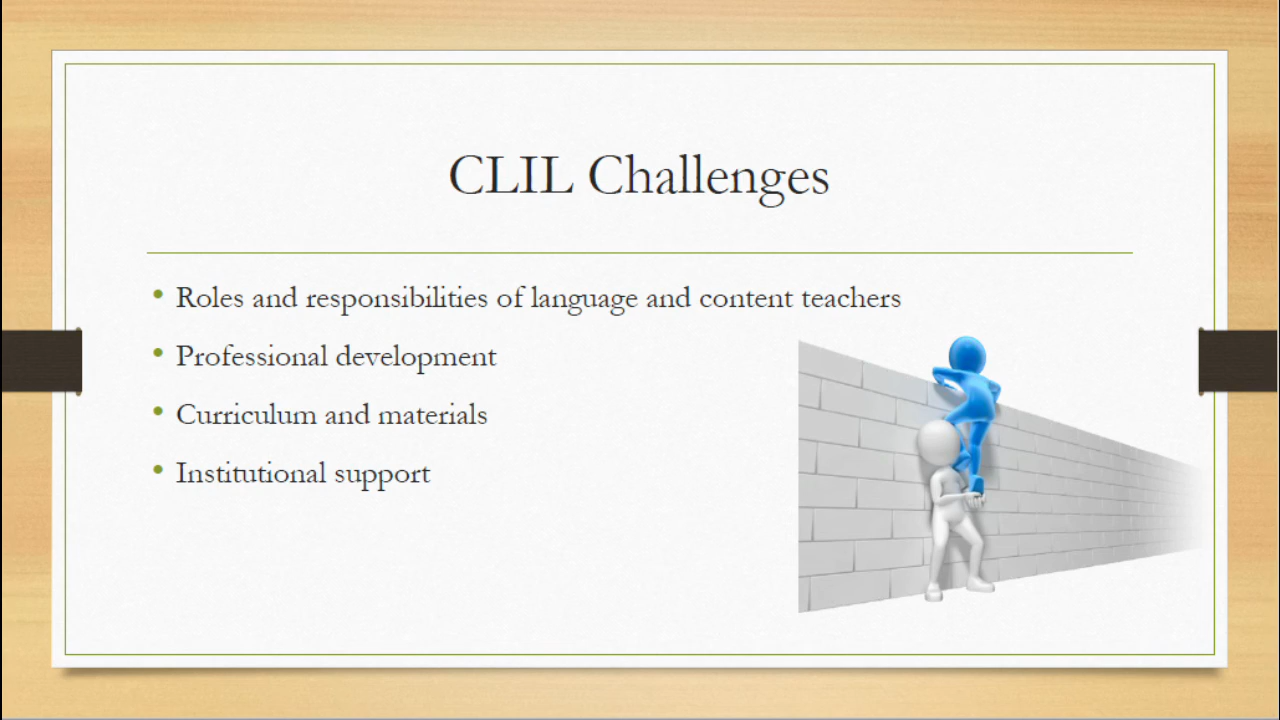 CLIL Challenges
• Roles and responsibilities of language and content teachers
• Professional development
• Curriculum and materials
• Institutional support